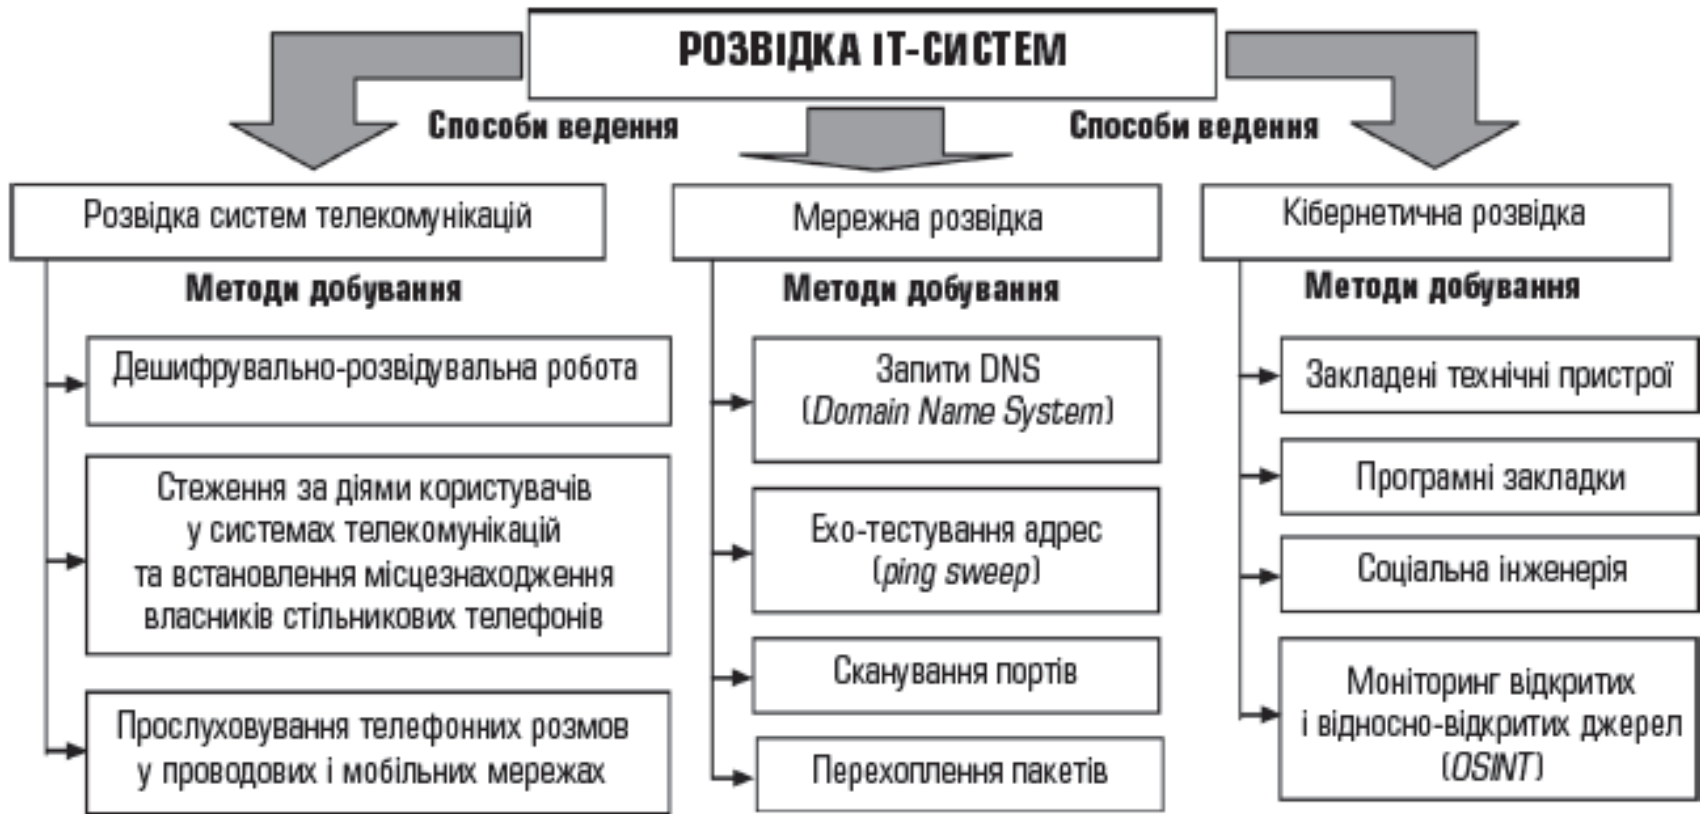 РОЗВІДКА ІТ-СИСТЕМ
Способи ведення
Способи ведення
Розвідка систем телекомунікацій
Методи добування
Дешифрувально-розвідувальна робота
Стеження за діями користувачів
у системах телекомунікацій
та встановлення місцезнаходження
власників стільникових телефонів
Прослуховування телефонних розмов
у проводових і мобільних мережах
Мережна розвідка
Методи добування
Запити DNS
(Domain Name System)
Ехо-тестування адрес
(ping sweep)
Сканування портів
Перехоплення пакетів
Кібернетична розвідка
Методи добування
Закладені технічні пристрої
Програмні закладки
Соціальна інженерія
Моніторинг відкритих
і відносно-відкритих джерел
(OSINT)